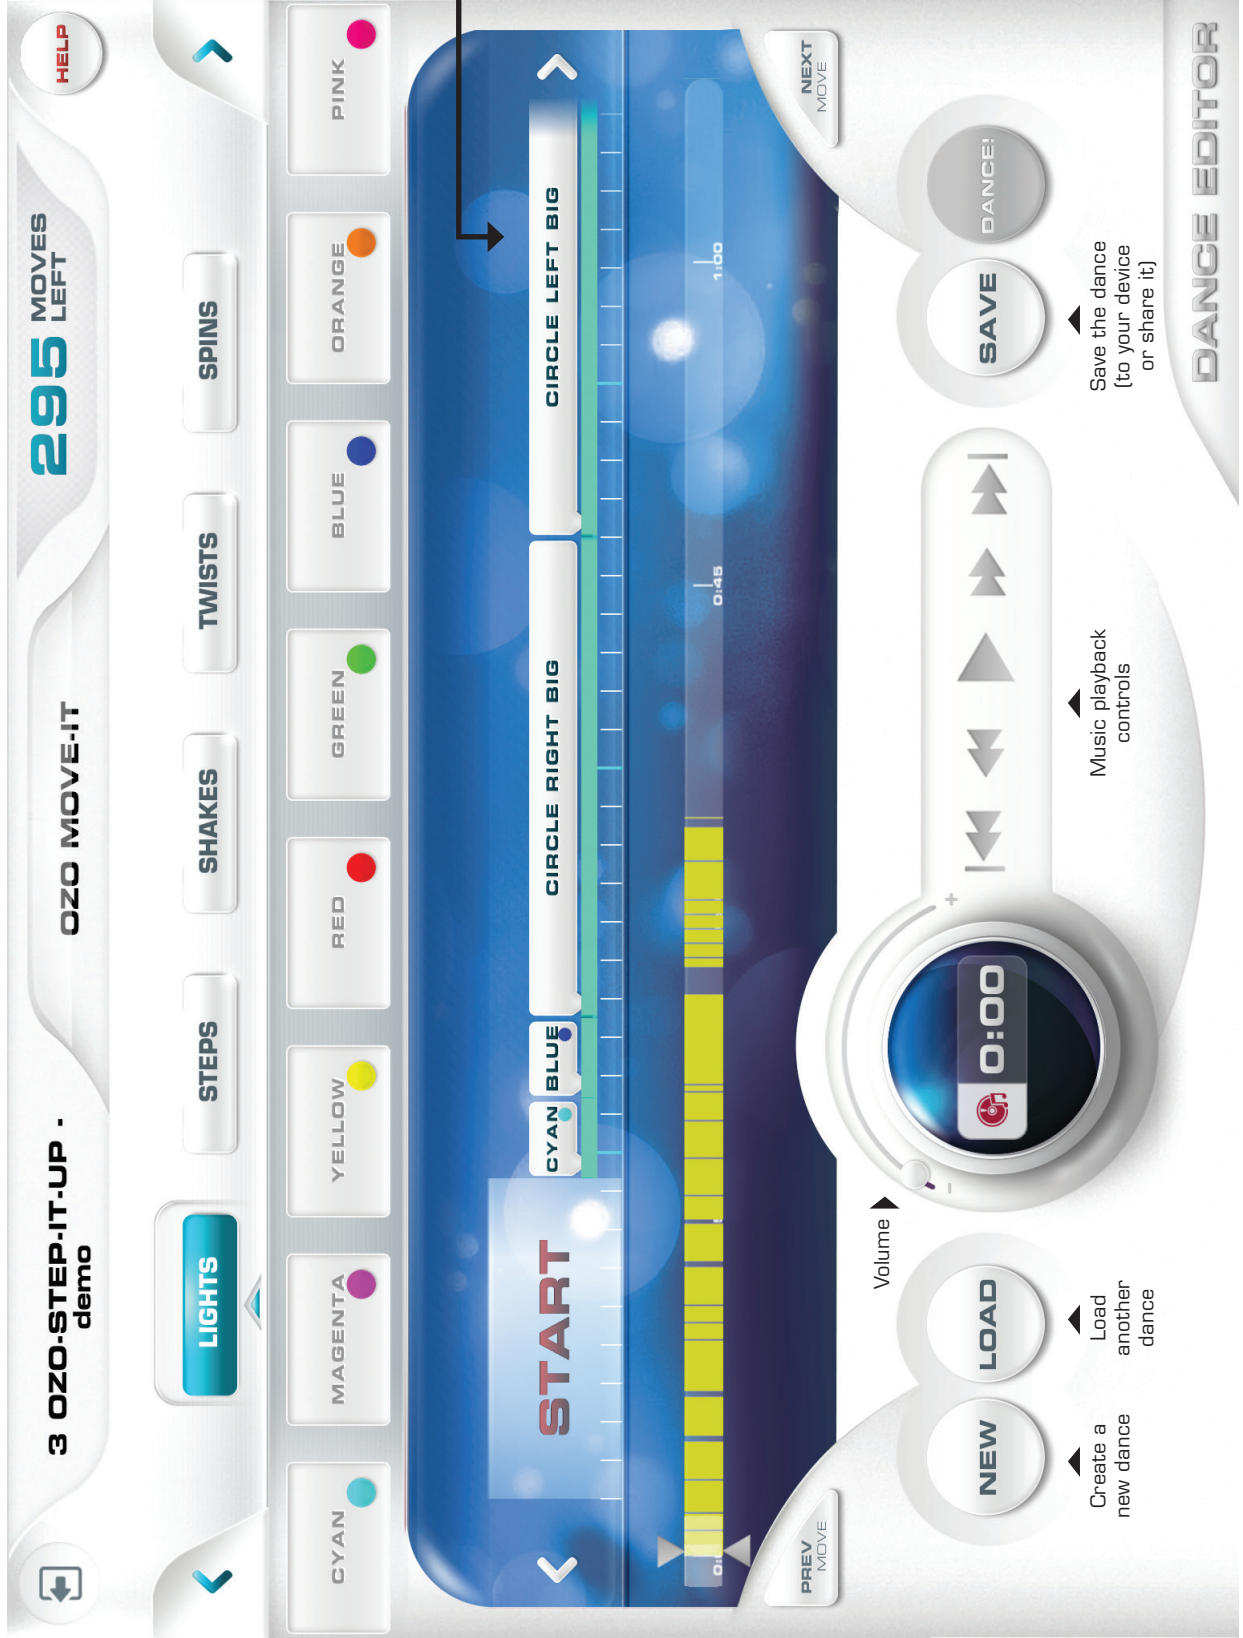 3 OZO-STEP-IT-UP -
demo
OZO MOVE-IT
295 MOVES
LEFT
HELP
LIGHTS
STEPS
SHAKES
TWISTS
SPINS
CYAN
MAGENTA
YELLOW
RED
GREEN
BLUE
ORANGE
PINK
START
CYAN
BLUE
CIRCLE RIGHT BIG
CIRCLE LEFT BIG
0:45
1:00
PREV
MOVE
NEXT
MOVE
Volume
- +
0:00
NEW
LOAD
SAVE
DANCE!
Create a
new dance
Load
another
dance
Music playback
controls
Save the dance
(to your device
or share it)
DANCE EDITOR